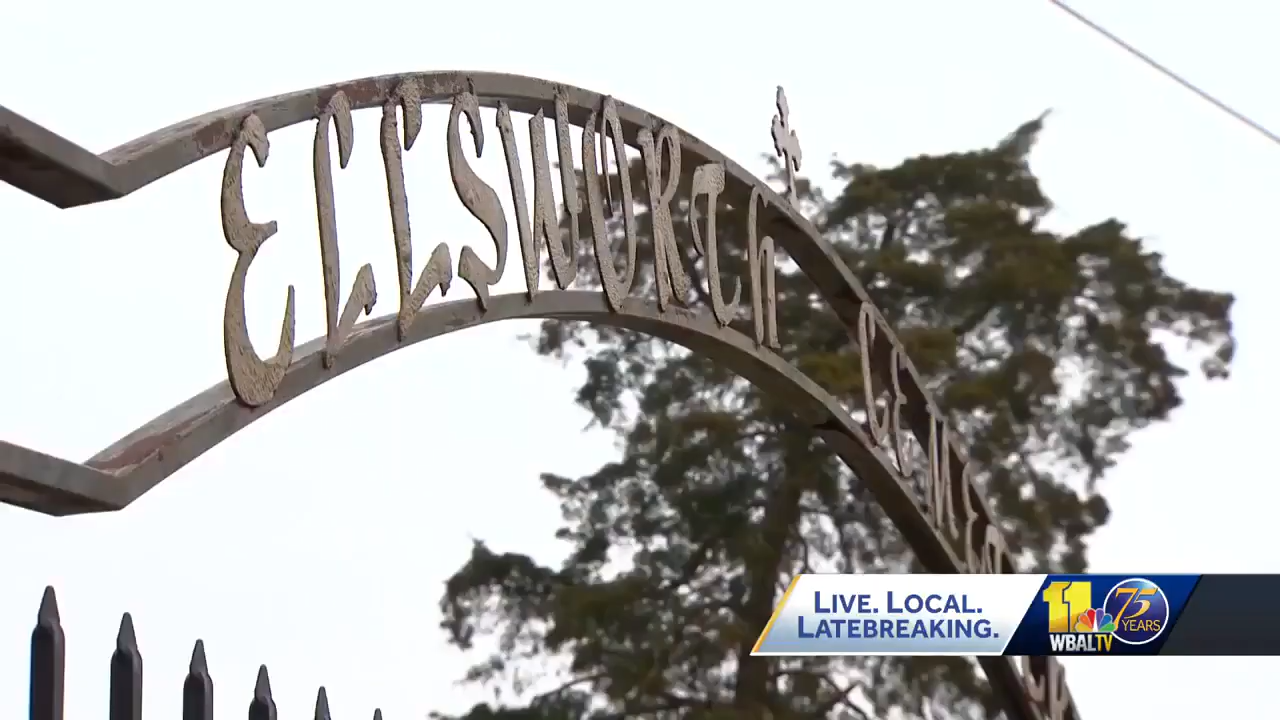 Ellsworth
LIVE. LOCAL.
LATEBREAKING.
11
WBALTV
75
YEARS